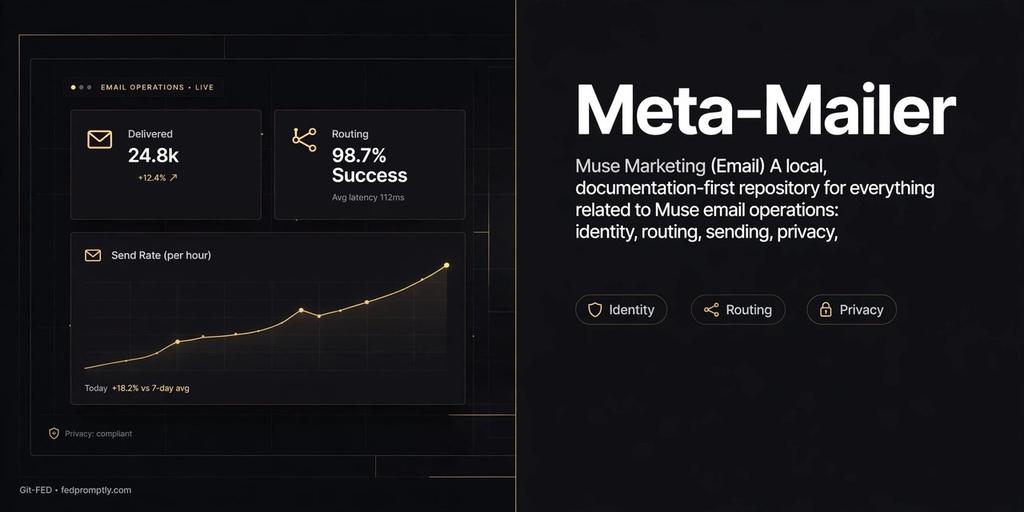 EMAIL OPERATIONS • LIVE
Delivered
24.8k
+12.4% ↗
Routing
98.7%
Success
Avg latency 112ms
Send Rate (per hour)
Today +18.2% vs 7-day avg
Privacy: compliant
Git-FED • fedpromptly.com
Meta-Mailer
Muse Marketing (Email) A local,
documentation-first repository for everything
related to Muse email operations:
identity, routing, sending, privacy,
Identity
Routing
Privacy